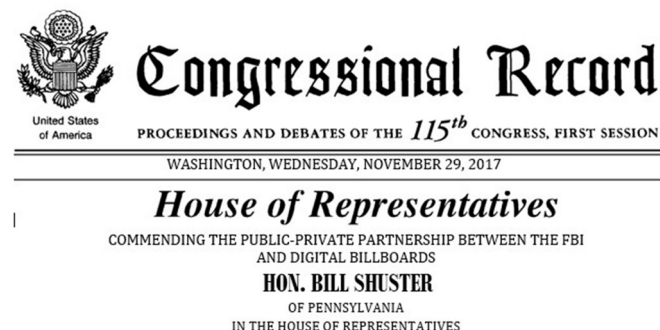 Congressional Record
United States
of America
PROCEEDINGS AND DEBATES OF THE 115th CONGRESS, FIRST SESSION
WASHINGTON, WEDNESDAY, NOVEMBER 29, 2017
House of Representatives
COMMENDING THE PUBLIC-PRIVATE PARTNERSHIP BETWEEN THE FBI
AND DIGITAL BILLBOARDS
HON. BILL SHUSTER
OF PENNSYLVANIA
IN THE HOUSE OF REPRESENTATIVES